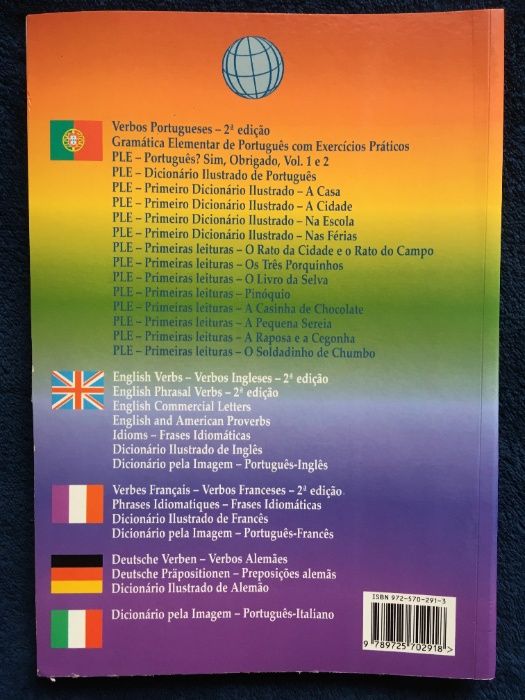 Verbos Portugueses – 2ª edição
Gramática Elementar de Português com Exercícios Práticos
PLE – Português? Sim, Obrigado, Vol. 1 e 2
PLE – Dicionário Ilustrado de Português
PLE – Primeiro Dicionário Ilustrado – A Casa
PLE – Primeiro Dicionário Ilustrado – A Cidade
PLE – Primeiro Dicionário Ilustrado – Na Escola
PLE – Primeiro Dicionário Ilustrado – Nas Férias
PLE – Primeiras leituras – O Rato da Cidade e o Rato do Campo
PLE – Primeiras leituras – Os Três Porquinhos
PLE – Primeiras leituras – O Livro da Selva
PLE – Primeiras leituras – Pinóquio
PLE – Primeiras leituras – A Casinha de Chocolate
PLE – Primeiras leituras – A Pequena Sereia
PLE – Primeiras leituras – A Raposa e a Cegonha
PLE – Primeiras leituras – O Soldadinho de Chumbo
English Verbs – Verbos Ingleses – 2ª edição
English Phrasal Verbs – 2ª edição
English Commercial Letters
English and American Proverbs
Idioms – Frases Idiomáticas
Dicionário Ilustrado de Inglês
Dicionário pela Imagem – Português-Inglês
Verbes Français – Verbos Franceses – 2ª edição
Phrases Idiomatiques – Frases Idiomáticas
Dicionário Ilustrado de Francês
Dicionário pela Imagem – Português-Francês
Deutsche Verben – Verbos Alemães
Deutsche Präpositionen – Preposições alemãs
Dicionário Ilustrado de Alemão
Dicionário pela Imagem – Português-Italiano
ISBN 972-570-291-3
9 789725 702918 >